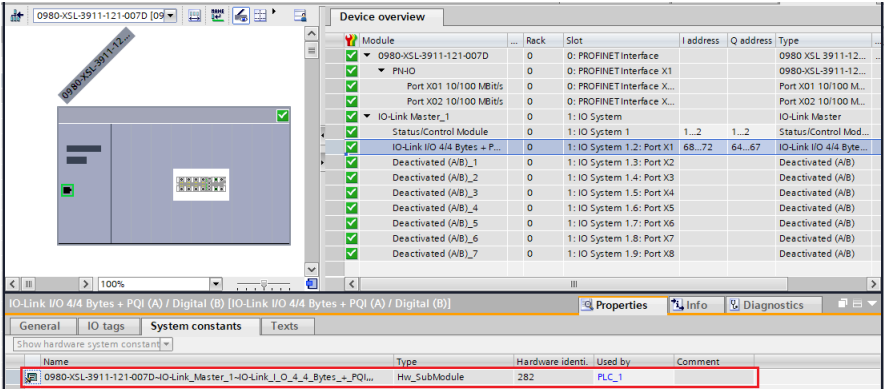 0980-XSL-3911-121-007D [09
Device overview
0980-XSL-3911-12...
Module ... Rack Slot I address Q address Type ...
0980-XSL-3911-121-007D 0 0: PROFINET Interface 0980 XSL 3911-12... ..
PN-IO 0 0: PROFINET Interface X1 0980-XSL-3911-12...
Port X01 10/100 MBit/s 0 0: PROFINET Interface X... Port X01 10/100 M...
Port X02 10/100 MBit/s 0 0: PROFINET Interface X... Port X02 10/100 M...
IO-Link Master_1 0 1: IO System IO-Link Master
Status/Control Module 0 1: IO System 1 1...2 1...2 Status/Control Mod...
IO-Link I/O 4/4 Bytes + P... 0 1: IO System 1.2: Port X1 68...72 64...67 IO-Link I/O 4/4 Byte...
Deactivated (A/B)_1 0 1: IO System 1.3: Port X2 Deactivated (A/B)
Deactivated (A/B)_2 0 1: IO System 1.4: Port X3 Deactivated (A/B)
Deactivated (A/B)_3 0 1: IO System 1.5: Port X4 Deactivated (A/B)
Deactivated (A/B)_4 0 1: IO System 1.6: Port X5 Deactivated (A/B)
Deactivated (A/B)_5 0 1: IO System 1.7: Port X6 Deactivated (A/B)
Deactivated (A/B)_6 0 1: IO System 1.8: Port X7 Deactivated (A/B)
Deactivated (A/B)_7 0 1: IO System 1.9: Port X8 Deactivated (A/B)
100%
IO-Link I/O 4/4 Bytes + PQI (A) / Digital (B) [IO-Link I/O 4/4 Bytes + PQI (A) / Digital (B)] Properties Info Diagnostics
General IO tags System constants Texts
Show hardware system constant
Name Type Hardware identi.. Used by Comment
0980-XSL-3911-121-007D~IO-Link_Master_1~IO-Link_I_O_4_4_Bytes_+_PQI... Hw_SubModule 282 PLC_1